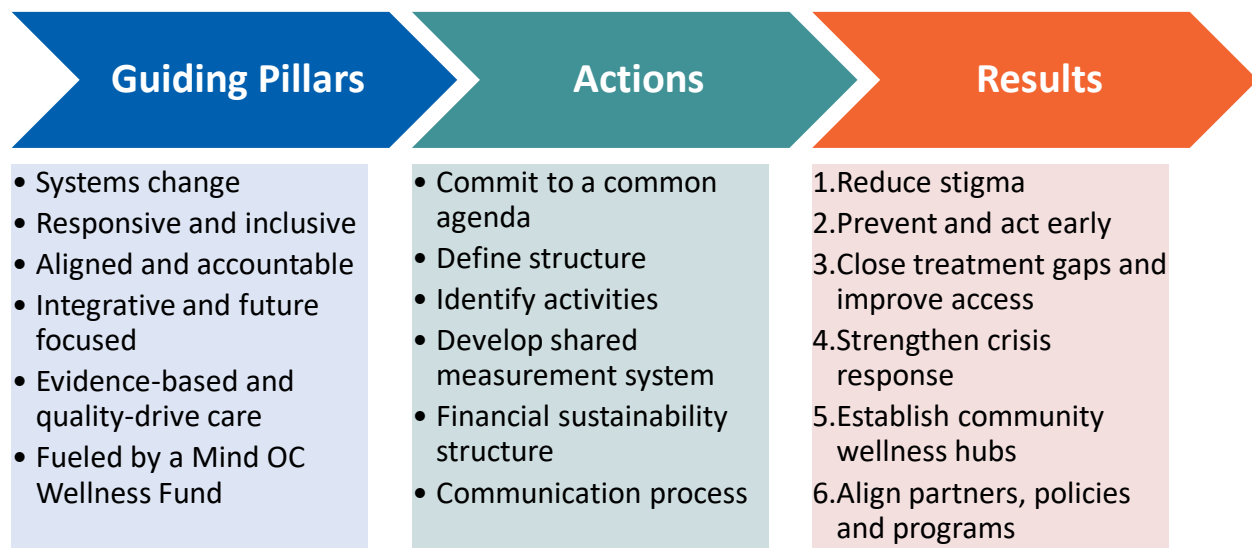 Guiding Pillars
• Systems change
• Responsive and inclusive
• Aligned and accountable
• Integrative and future
focused
• Evidence-based and
quality-drive care
• Fueled by a Mind OC
Wellness Fund
Actions
• Commit to a common
agenda
• Define structure
• Identify activities
• Develop shared
measurement system
• Financial sustainability
structure
• Communication process
Results
1.Reduce stigma
2.Prevent and act early
3.Close treatment gaps and
improve access
4.Strengthen crisis
response
5.Establish community
wellness hubs
6.Align partners, policies
and programs